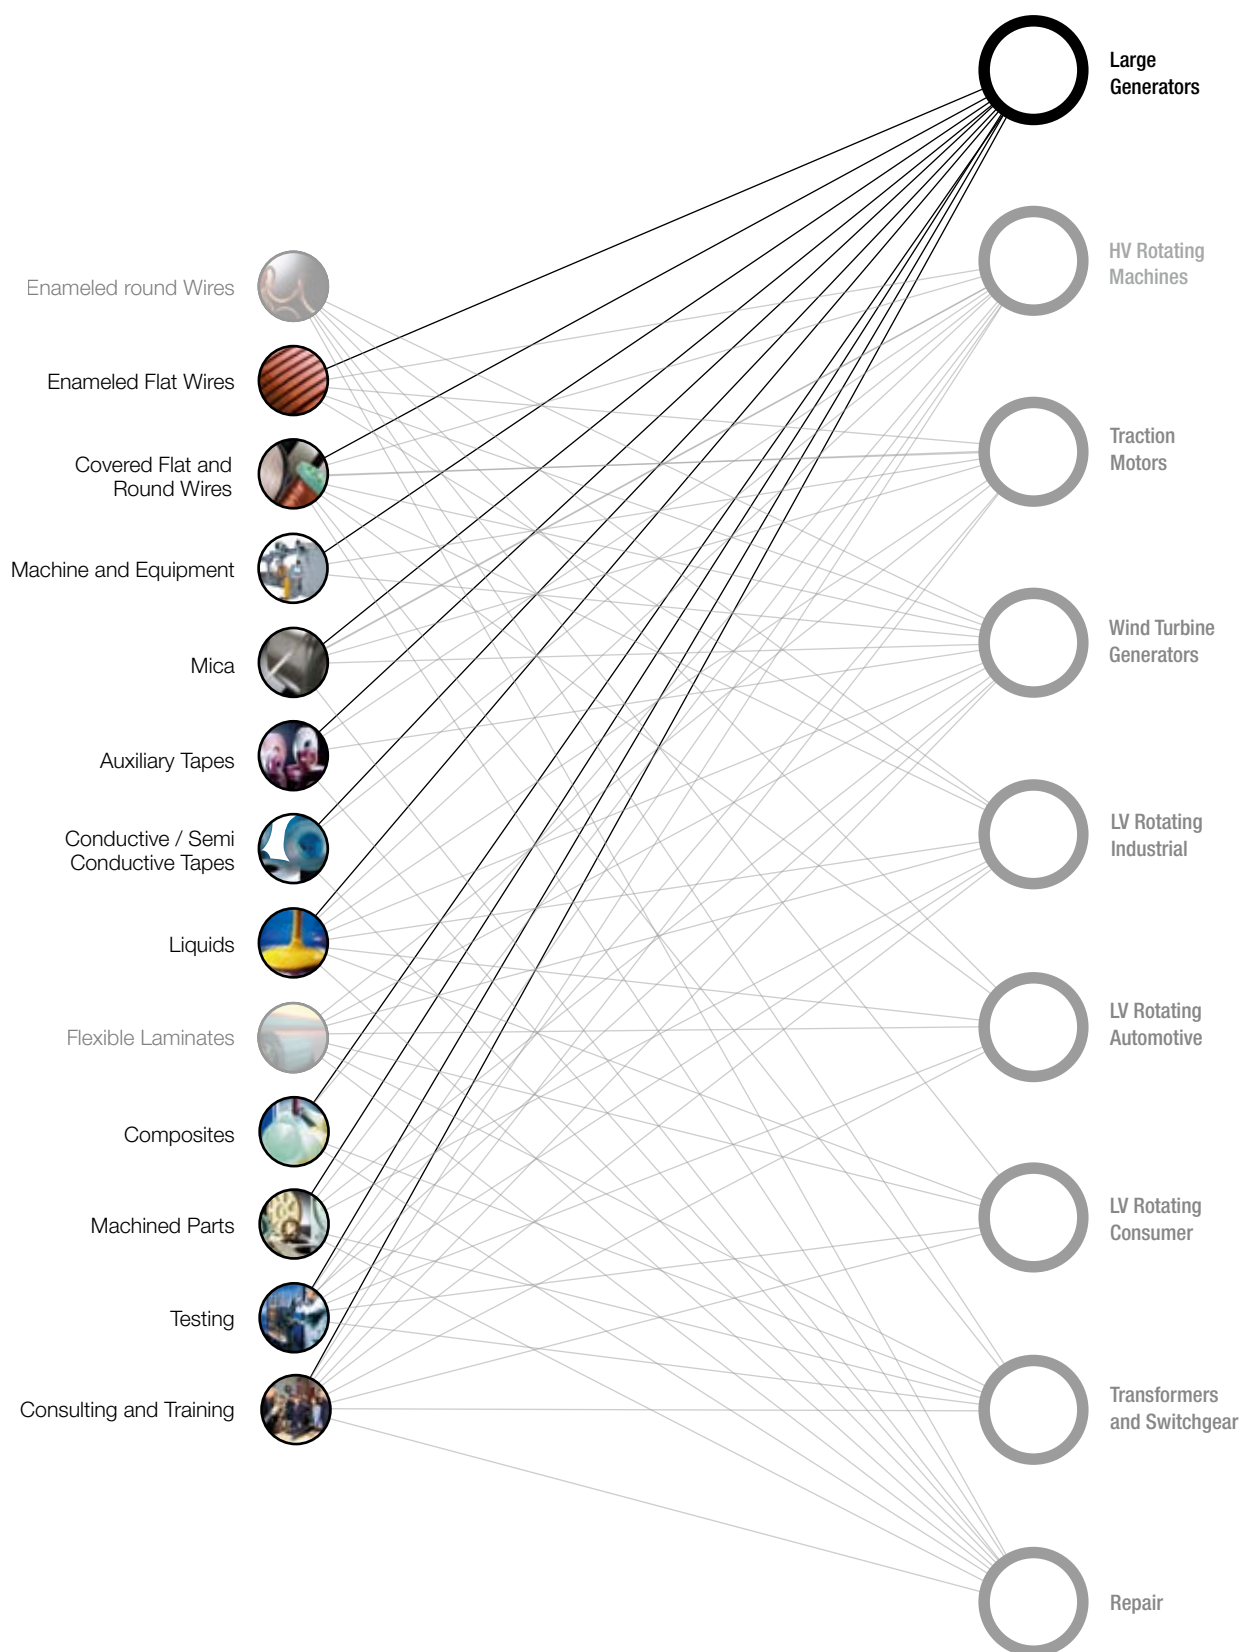 Large
Generators
HV Rotating
Machines
Enameled round Wires
Enameled Flat Wires
Traction
Motors
Covered Flat and
Round Wires
Machine and Equipment
Wind Turbine
Generators
Mica
Auxiliary Tapes
LV Rotating
Industrial
Conductive / Semi
Conductive Tapes
Liquids
LV Rotating
Automotive
Flexible Laminates
Composites
LV Rotating
Consumer
Machined Parts
Testing
Transformers
and Switchgear
Consulting and Training
Repair